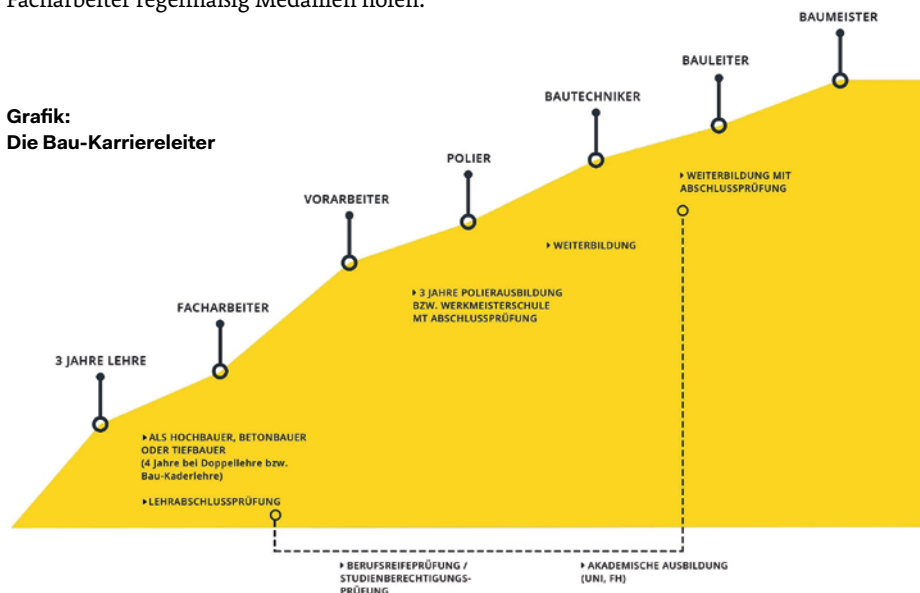 Facharbeiter regelmäßig Medaillen holen.
Grafik:
Die Bau-Karriereleiter
3 JAHRE LEHRE
FACHARBEITER
VORARBEITER
POLIER
BAUTECHNIKER
BAULEITER
BAUMEISTER
▸ ALS HOCHBAUER, BETONBAUER
ODER TIEFBAUER
(4 Jahre bei Doppellehre bzw.
Bau-Kaderlehre)
▸ LEHRABSCHLUSSPRÜFUNG
▸ 3 JAHRE POLIERAUSBILDUNG
BZW. WERKMEISTERSCHULE
MT ABSCHLUSSPRÜFUNG
▸ WEITERBILDUNG
▸ WEITERBILDUNG MIT
ABSCHLUSSPRÜFUNG
▸ BERUFSREIFEPRÜFUNG /
STUDIENBERECHTIGUNGS-
PRÜFUNG
▸ AKADEMISCHE AUSBILDUNG
(UNI, FH)